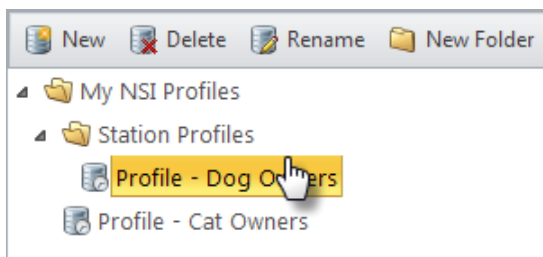 New Delete Rename New Folder
My NSI Profiles
Station Profiles
Profile - Dog Owners
Profile - Cat Owners